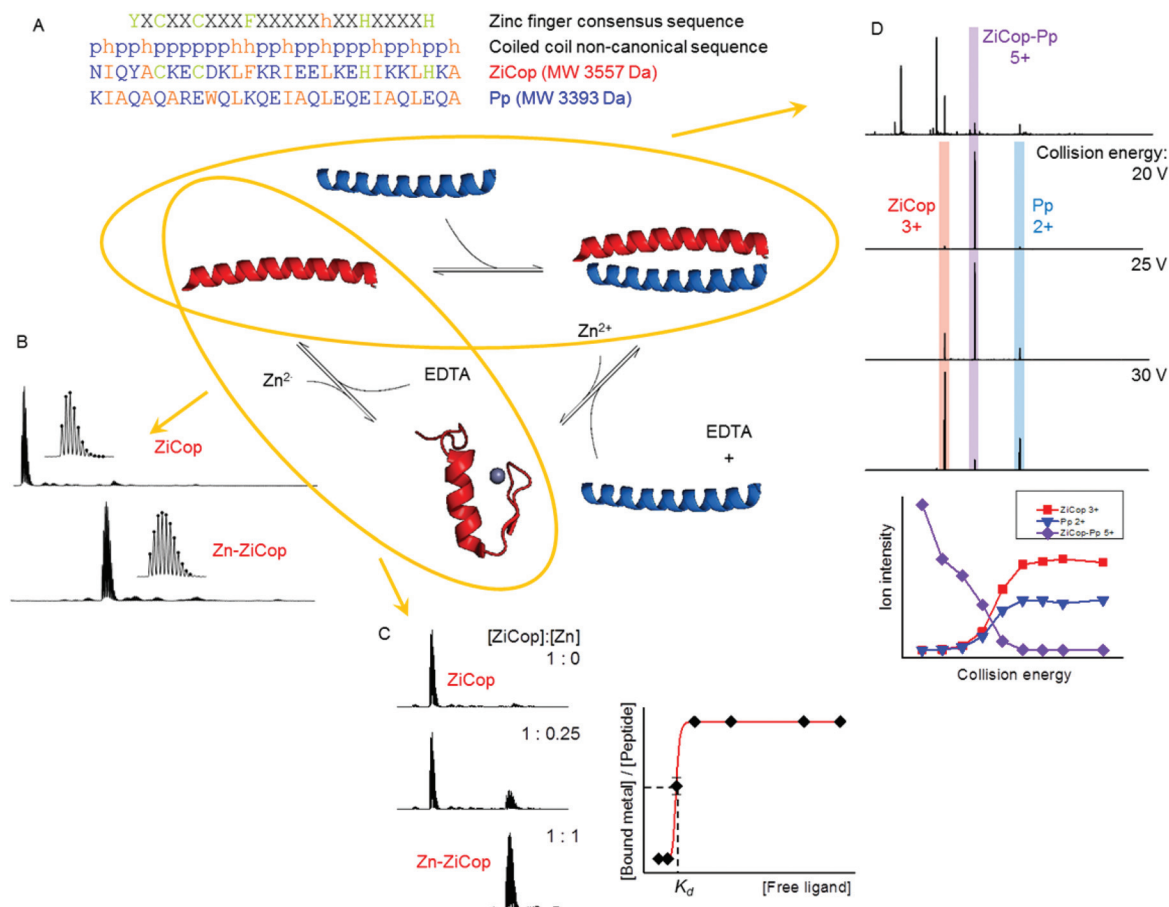 A
YXCXXCXXXFXXXXXhXXHXXXXH Zinc finger consensus sequence
phpphpppppphhpphpphppphpphpph Coiled coil non-canonical sequence
NIQYACKECDKLFKRIEELKEHIKKLHKA ZiCop (MW 3557 Da)
KIAQAQAREWQLKQEIAQLEQEIAQLEQA Pp (MW 3393 Da)
Zn²⁺
Zn²⁻
EDTA
EDTA
+
B
ZiCop
Zn-ZiCop
C
[ZiCop]:[Zn]
1 : 0
ZiCop
1 : 0.25
1 : 1
Zn-ZiCop
[Bound metal] / [Peptide]
Kd
[Free ligand]
D
ZiCop-Pp
5+
Collision energy:
20 V
ZiCop
3+
Pp
2+
25 V
30 V
ZiCop 3+
Pp 2+
ZiCop-Pp 5+
Ion intensity
Collision energy